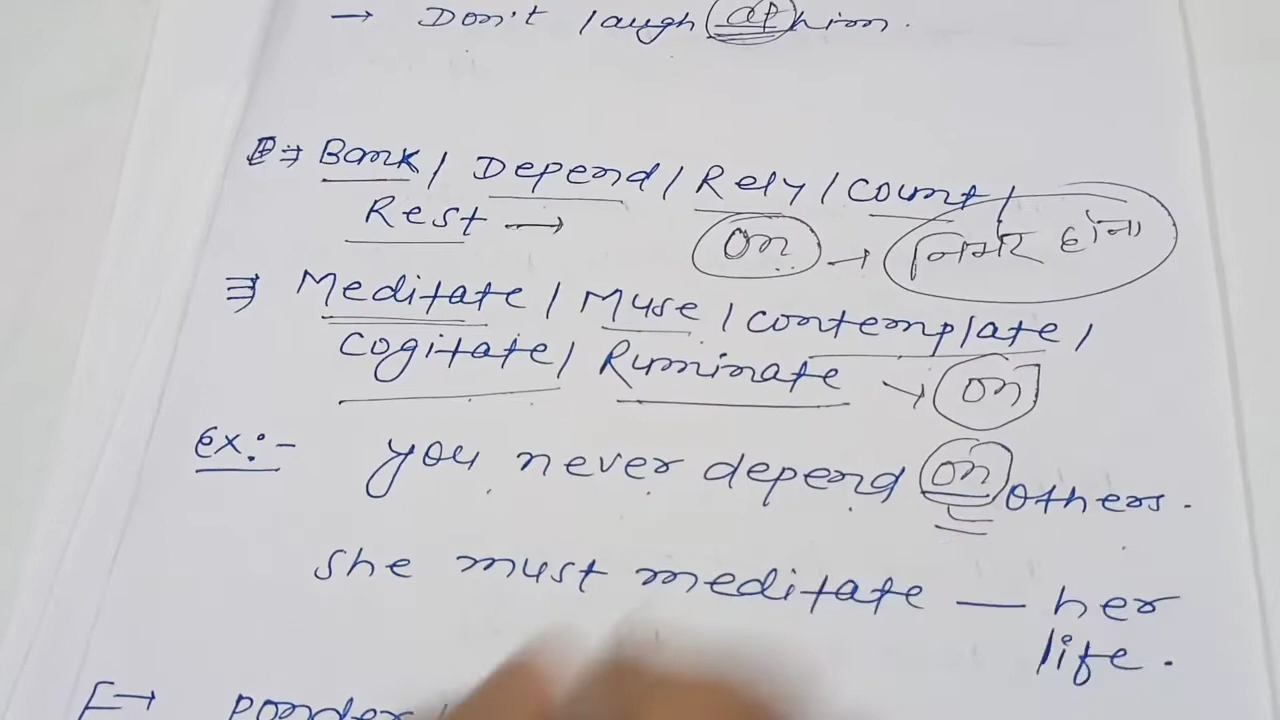 → Don't laugh at him.
D⇒ Bank/ Depend/ Rely/ Count/
Rest → on → निर्भर होना
⇒ Meditate/ Muse/ contemplate/
cogitate/ Ruminate → on
Ex:- you never depend on others.
she must meditate — her
life.
F→ ponder/